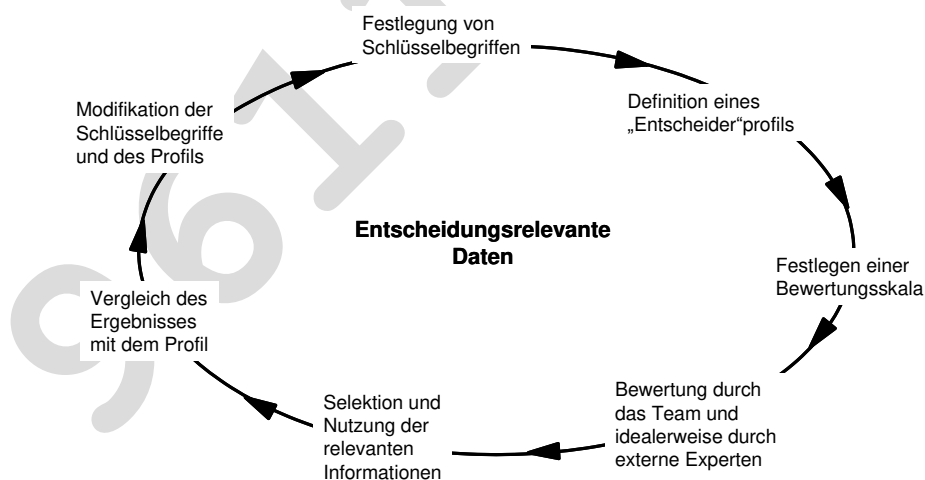 Festlegung von
Schlüsselbegriffen
Definition eines
„Entscheider“profils
Modifikation der
Schlüsselbegriffe
und des Profils
Entscheidungsrelevante
Daten
Festlegen einer
Bewertungsskala
Vergleich des
Ergebnisses
mit dem Profil
Bewertung durch
das Team und
idealerweise durch
externe Experten
Selektion und
Nutzung der
relevanten
Informationen
961